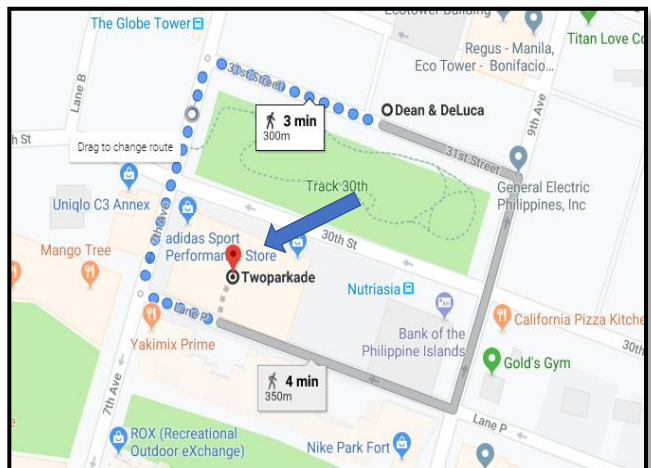 Ecotower Building
The Globe Tower
Titan Love Co
Regus - Manila,
Eco Tower - Bonifacio...
Lane B
31st Street
9th Ave
Dean & DeLuca
3 min
300m
h St
Drag to change route
31st Street
Track 30th
General Electric
Philippines, Inc
Uniqlo C3 Annex
7th Ave
adidas Sport
Performance Store
30th St
Mango Tree
Twoparkade
Nutriasia
Lane P
California Pizza Kitche
Bank of the
Philippine Islands
30th
Yakimix Prime
Gold's Gym
4 min
350m
7th Ave
Lane P
ROX (Recreational
Outdoor eXchange)
Nike Park Fort